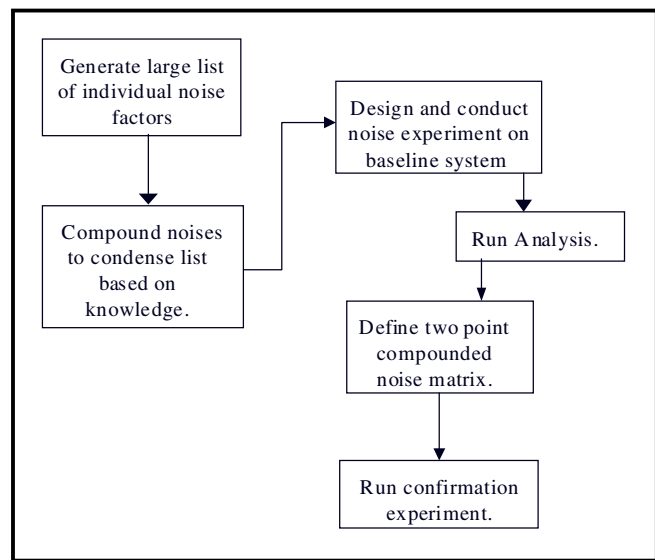 Generate large list
of individual noise
factors
Compound noises
to condense list
based on
knowledge.
Design and conduct
noise experiment on
baseline system
Run Analysis.
Define two point
compounded
noise matrix.
Run confirmation
experiment.